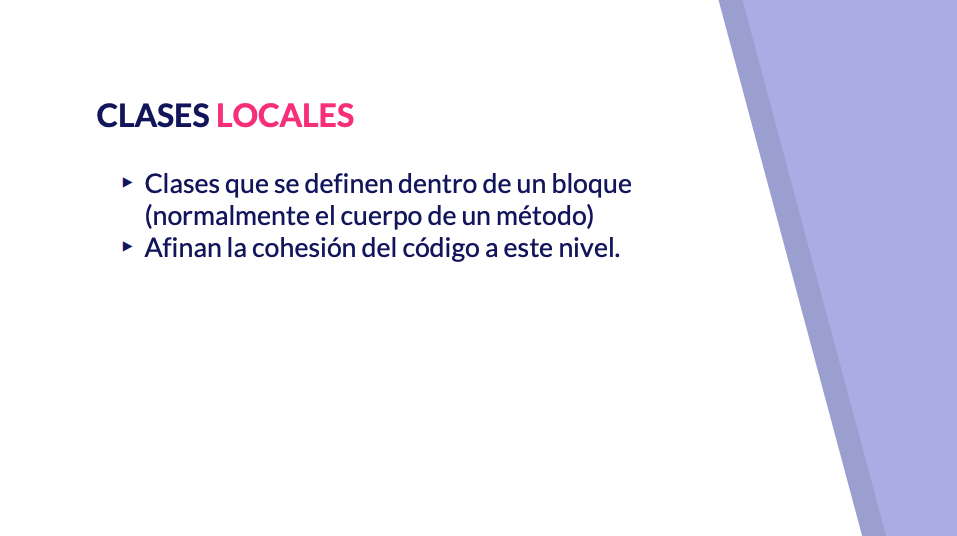 CLASES LOCALES
▸ Clases que se definen dentro de un bloque
(normalmente el cuerpo de un método)
▸ Afinan la cohesión del código a este nivel.